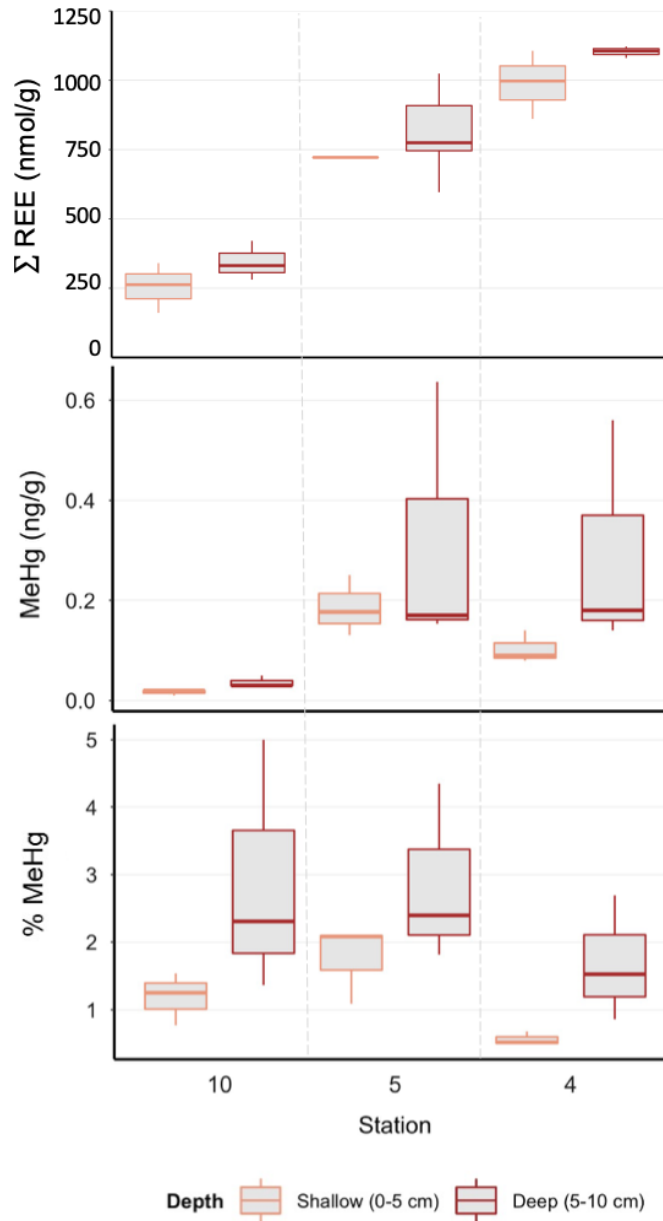 1250
1000
750
500
250
0
Σ REE (nmol/g)
0.6
0.4
0.2
0.0
MeHg (ng/g)
5
4
3
2
1
% MeHg
10 5 4
Station
Depth Shallow (0-5 cm) Deep (5-10 cm)